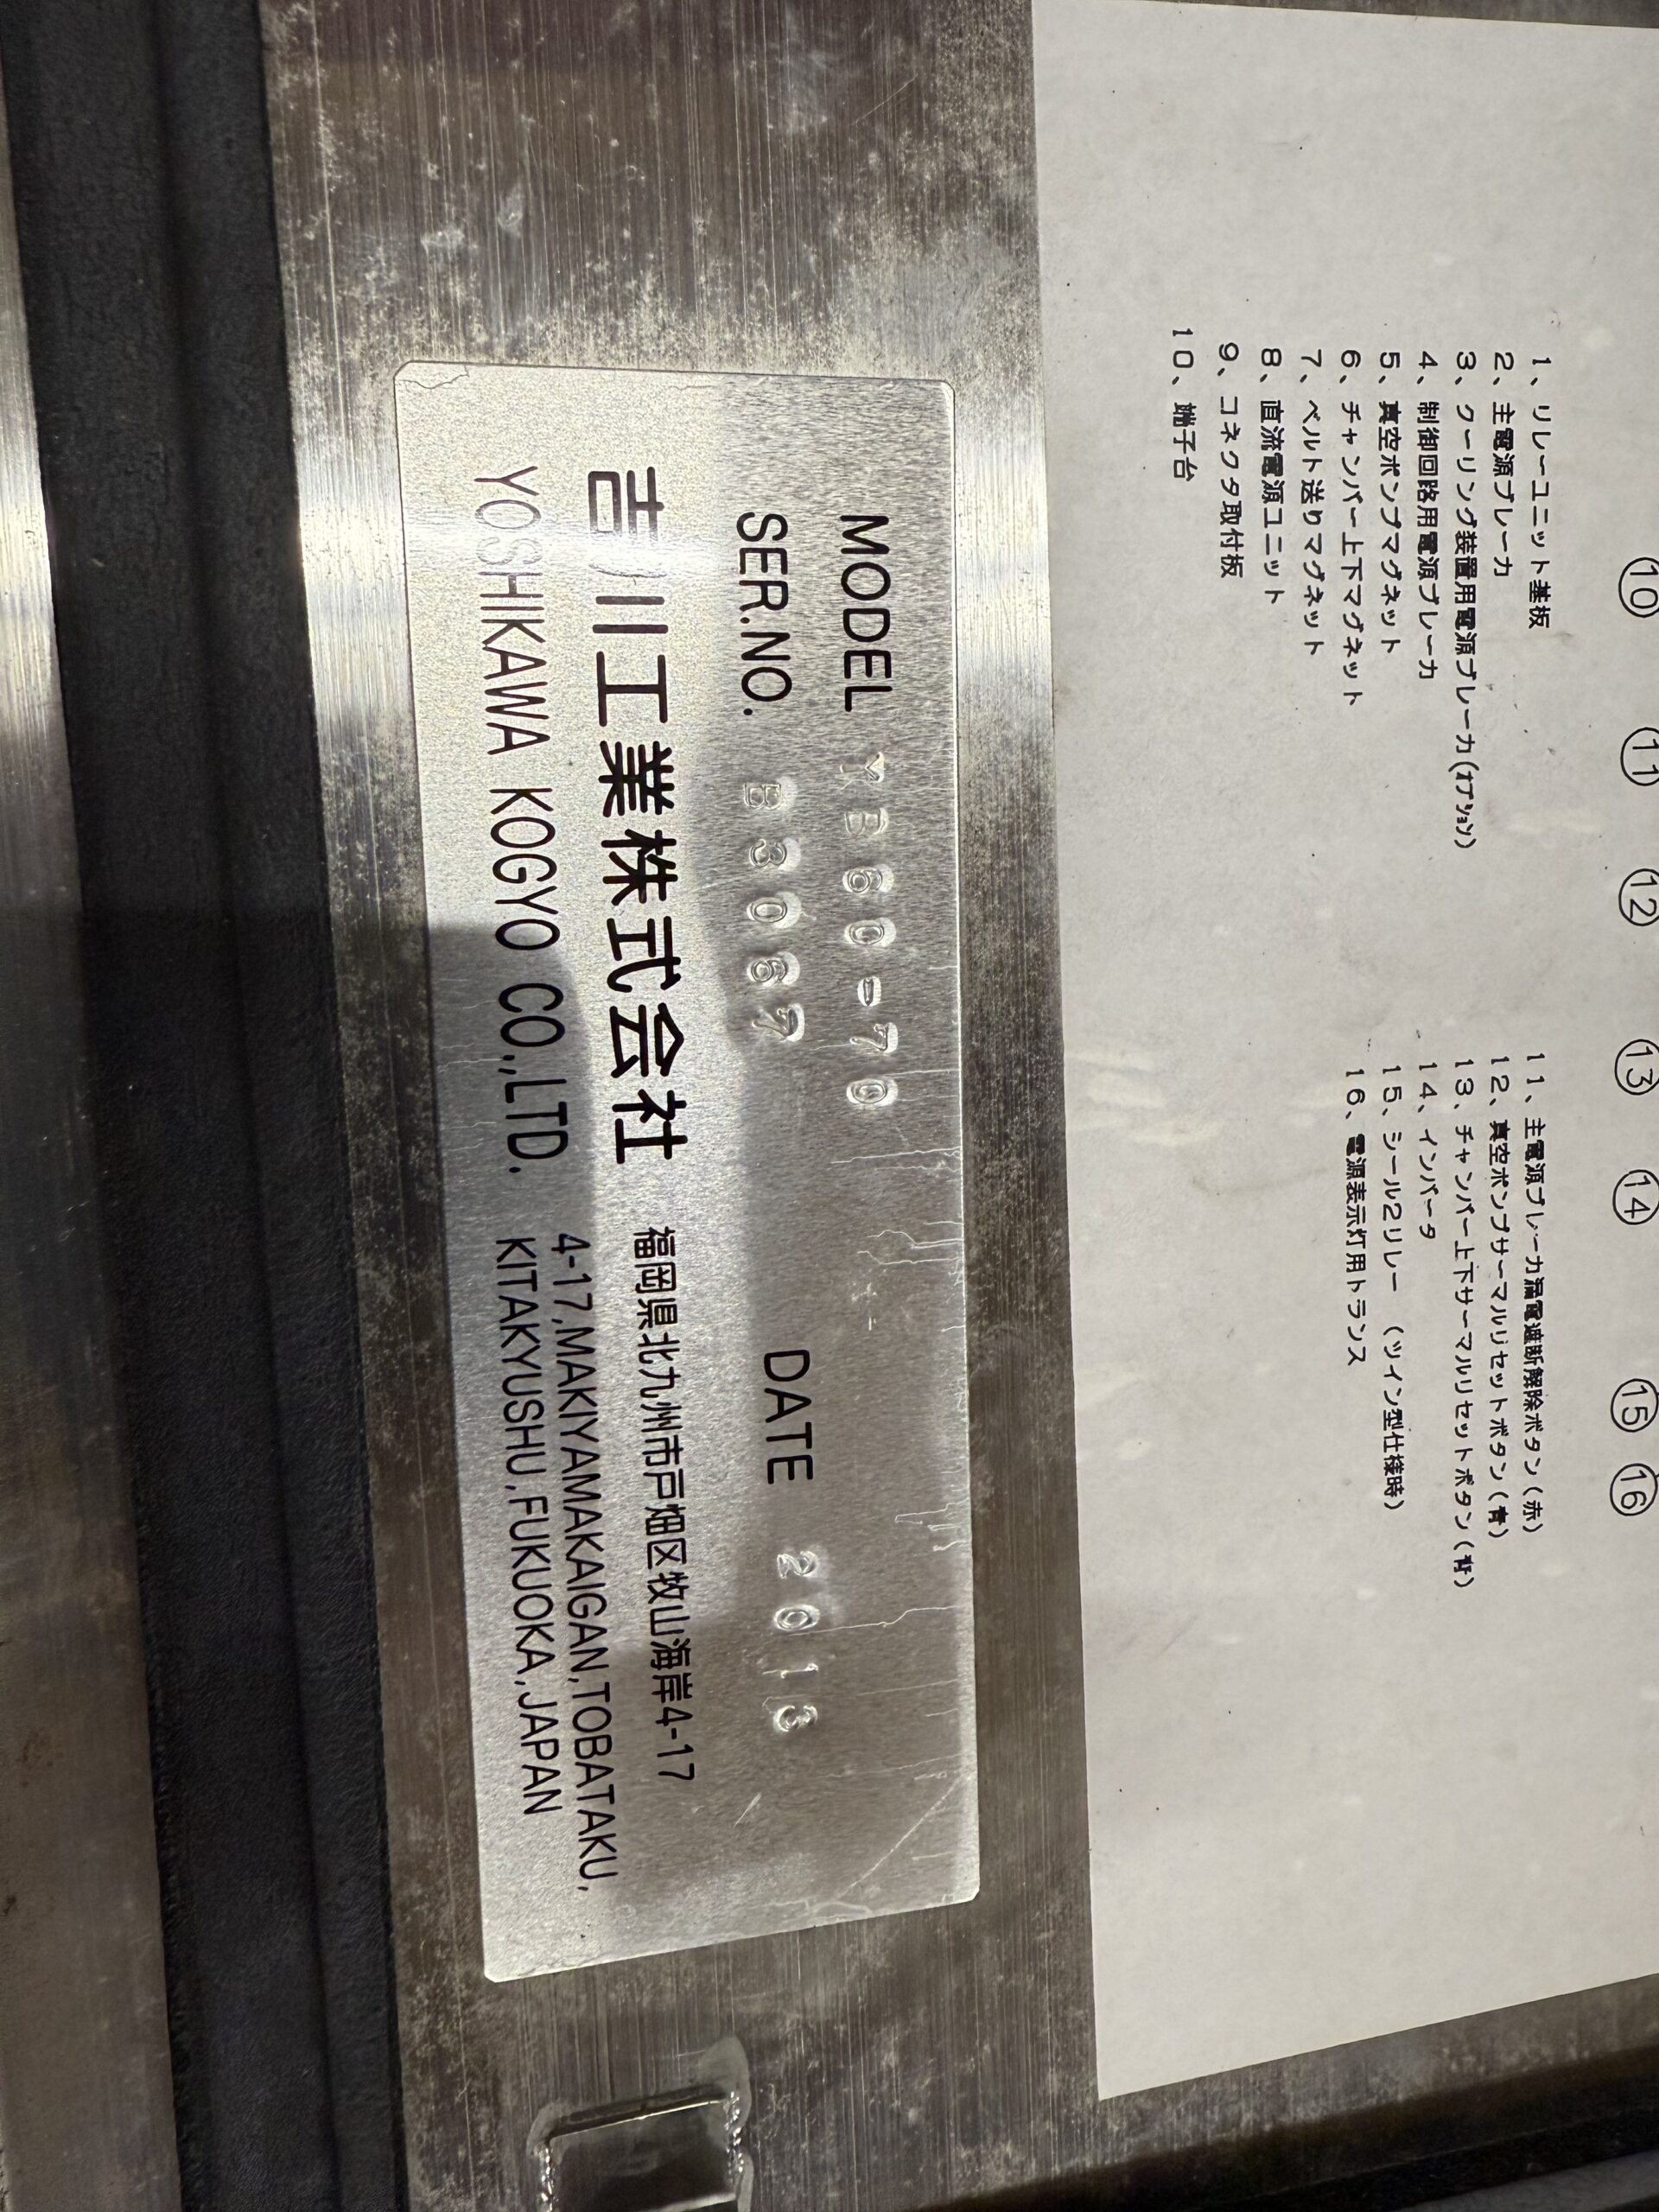 ⑩ ⑪ ⑫ ⑬ ⑭ ⑮ ⑯
1、リレーユニット基板
2、主電源ブレーカ
3、クーリング装置用電源ブレーカ(ｵﾌﾟｼｮﾝ)
4、制御回路用電源ブレーカ
5、真空ポンプマグネット
6、チャンバー上下マグネット
7、ベルト送りマグネット
8、直流電源ユニット
9、コネクタ取付板
10、端子台
11、主電源ブレーカ漏電遮断解除ボタン(赤)
12、真空ポンプサーマルリセットボタン(青)
13、チャンバー上下サーマルリセットボタン(青)
14、インバータ
15、シール2リレー (ツイン型仕様時)
16、電源表示灯用トランス
MODEL YB60-70
SER.NO. B3067 DATE 2013
吉川工業株式会社 福岡県北九州市戸畑区牧山海岸4-17
YOSHIKAWA KOGYO CO.,LTD. 4-17,MAKIYAMAKAIGAN,TOBATAKU,
KITAKYUSHU,FUKUOKA,JAPAN